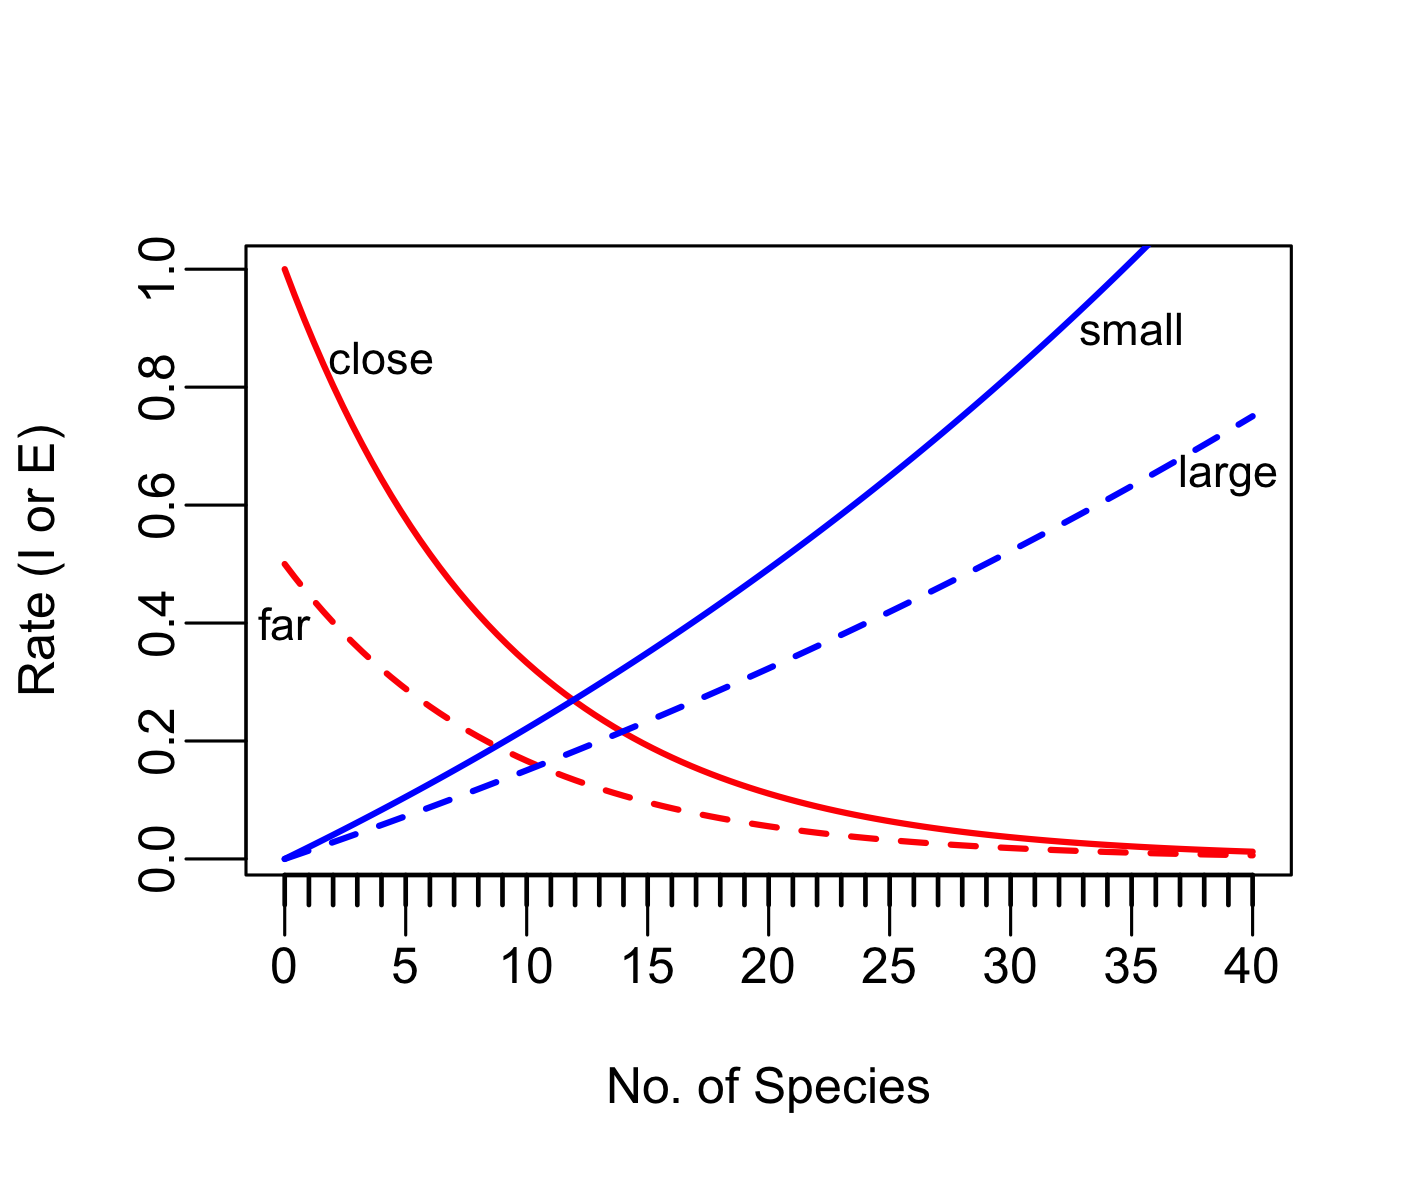 Rate (I or E)
1.0
0.8
0.6
0.4
0.2
0.0
close
far
small
large
0 5 10 15 20 25 30 35 40
No. of Species